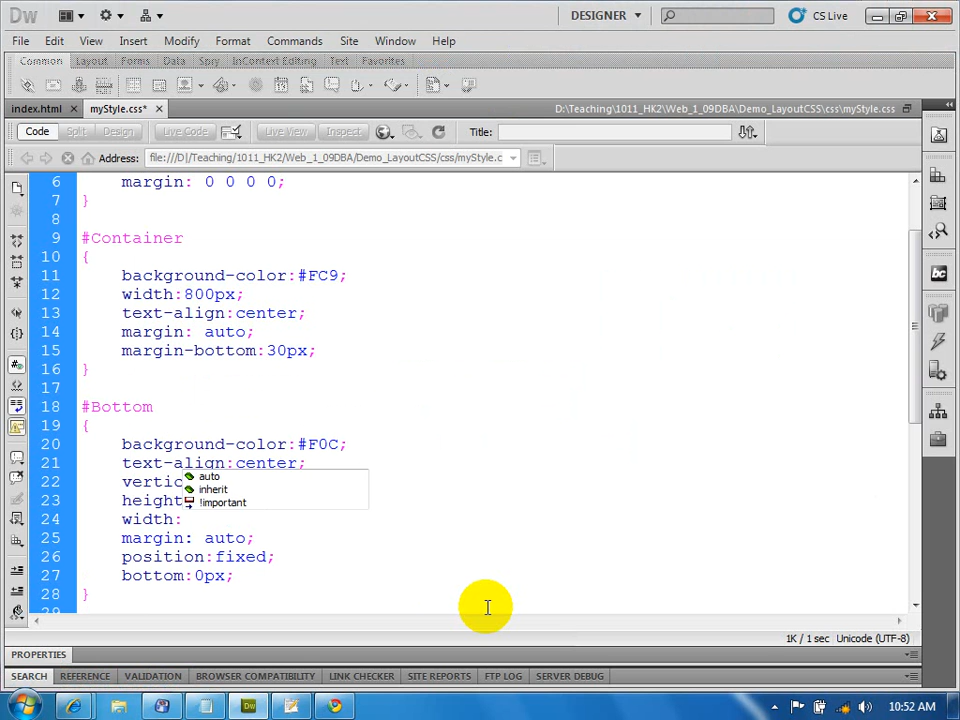 Dw
DESIGNER
CS Live
File Edit View Insert Modify Format Commands Site Window Help
Common Layout Forms Data Spry InContext Editing Text Favorites
index.html myStyle.css* D:\Teaching\1011_HK2\Web_1_09DBA\Demo_LayoutCSS\css\myStyle.css
Code Split Design Live Code Live View Inspect Title:
Address: file:///D|/Teaching/1011_HK2/Web_1_09DBA/Demo_LayoutCSS/css/myStyle.c
6 margin: 0 0 0 0;
7 }
8
9 #Container
10 {
11 background-color:#FC9;
12 width:800px;
13 text-align:center;
14 margin: auto;
15 margin-bottom:30px;
16 }
17
18 #Bottom
19 {
20 background-color:#F0C;
21 text-align:center;
22 vertic
23 height
24 width:
auto
inherit
!important
25 margin: auto;
26 position:fixed;
27 bottom:0px;
28 }
29
1K / 1 sec Unicode (UTF-8)
PROPERTIES
SEARCH REFERENCE VALIDATION BROWSER COMPATIBILITY LINK CHECKER SITE REPORTS FTP LOG SERVER DEBUG
Dw
10:52 AM
bc